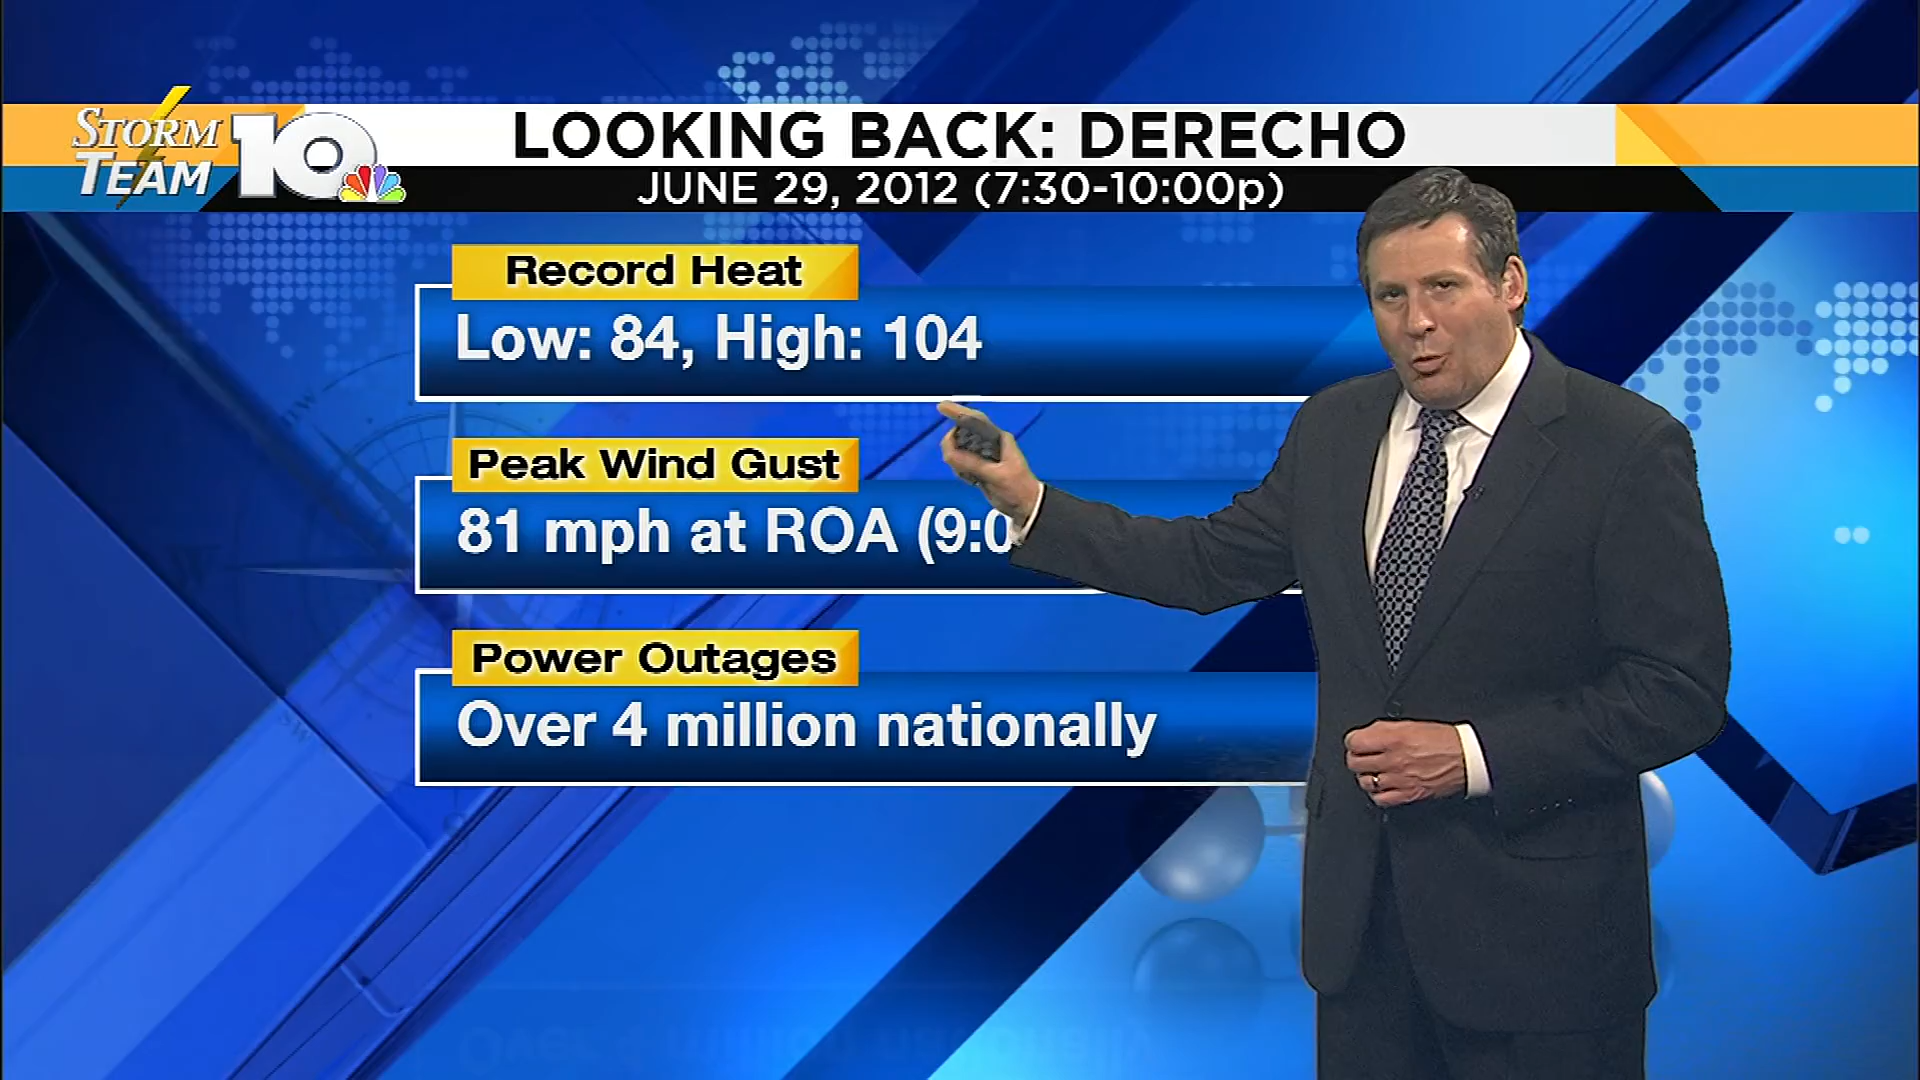 STORM
TEAM
10
LOOKING BACK: DERECHO
JUNE 29, 2012 (7:30-10:00p)
Record Heat
Low: 84, High: 104
Peak Wind Gust
81 mph at ROA (9:0
Power Outages
Over 4 million nationally